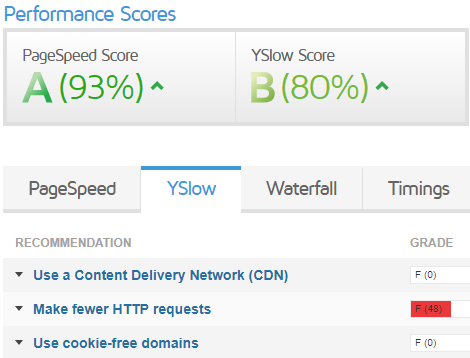 Performance Scores
PageSpeed Score
YSlow Score
A (93%)
B (80%)
PageSpeed
YSlow
Waterfall
Timings
RECOMMENDATION
GRADE
Use a Content Delivery Network (CDN)
F (0)
Make fewer HTTP requests
F (48)
Use cookie-free domains
F (0)